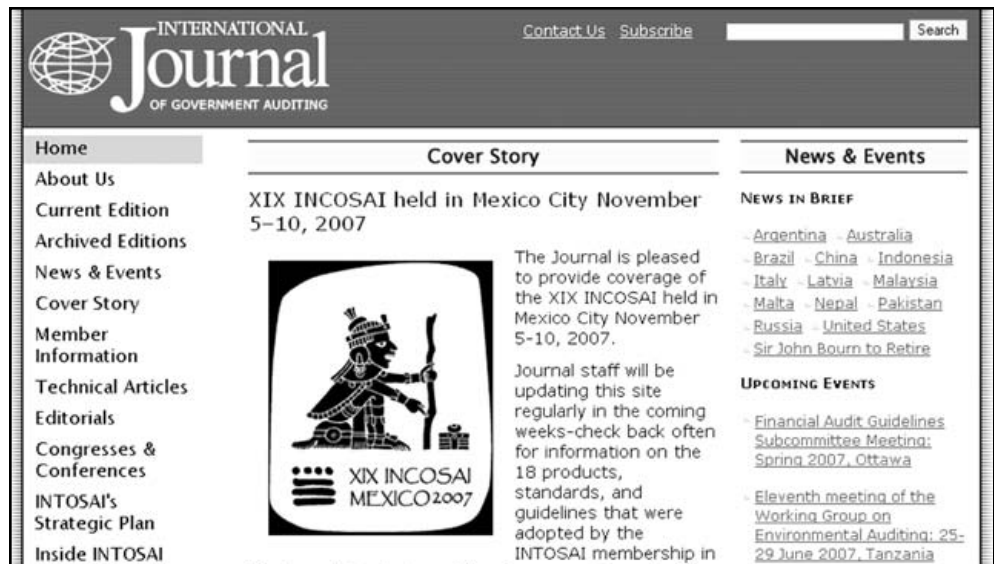 INTERNATIONAL
Journal
OF GOVERNMENT AUDITING
Contact Us Subscribe
Search
Home
About Us
Current Edition
Archived Editions
News & Events
Cover Story
Member
Information
Technical Articles
Editorials
Congresses &
Conferences
INTOSAI's
Strategic Plan
Inside INTOSAI
Cover Story
XIX INCOSAI held in Mexico City November
5–10, 2007
XIX INCOSAI
MEXICO 2007
The Journal is pleased
to provide coverage of
the XIX INCOSAI held in
Mexico City November
5-10, 2007.
Journal staff will be
updating this site
regularly in the coming
weeks-check back often
for information on the
18 products,
standards, and
guidelines that were
adopted by the
INTOSAI membership in
News & Events
NEWS IN BRIEF
Argentina Australia
Brazil China Indonesia
Italy Latvia Malaysia
Malta Nepal Pakistan
Russia United States
Sir John Bourn to Retire
UPCOMING EVENTS
Financial Audit Guidelines
Subcommittee Meeting:
Spring 2007, Ottawa
Eleventh meeting of the
Working Group on
Environmental Auditing: 25-
29 June 2007, Tanzania